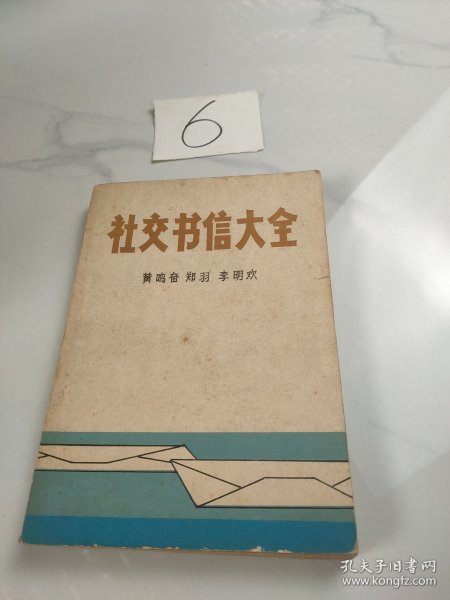 6
社交书信大全
黄鸣奋 郑羽 李明欢
孔夫子旧书网
www.kongfz.com